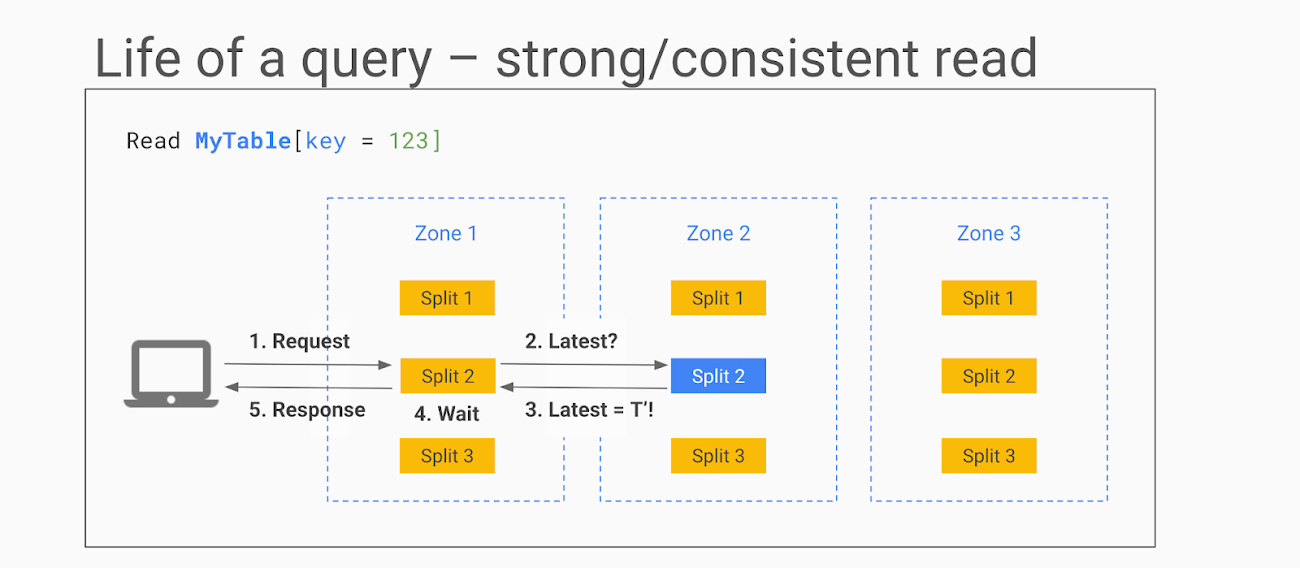 Life of a query – strong/consistent read
Read MyTable[key = 123]
Zone 1
Zone 2
Zone 3
Split 1
Split 1
Split 1
1. Request
2. Latest?
Split 2
Split 2
Split 2
5. Response
4. Wait
3. Latest = T’!
Split 3
Split 3
Split 3